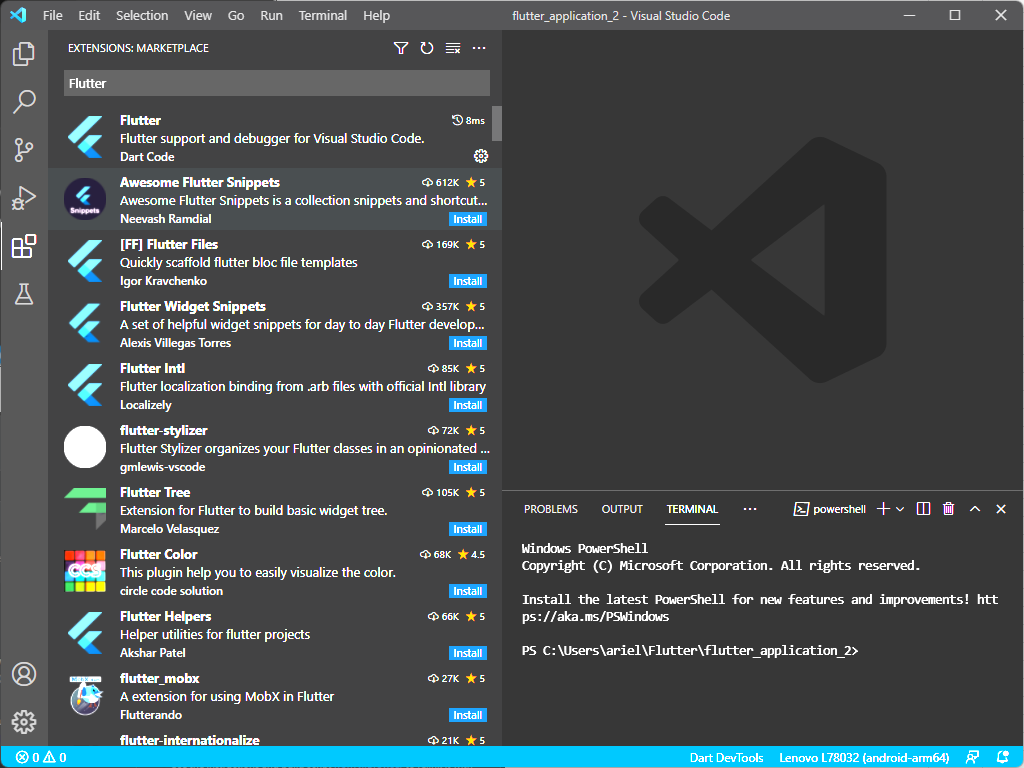 File Edit Selection View Go Run Terminal Help
flutter_application_2 - Visual Studio Code
EXTENSIONS: MARKETPLACE
Flutter
Flutter 8ms
Flutter support and debugger for Visual Studio Code.
Dart Code
Awesome Flutter Snippets 612K 5
Awesome Flutter Snippets is a collection snippets and shortcut...
Neevash Ramdial Install
Snippets
[FF] Flutter Files 169K 5
Quickly scaffold flutter bloc file templates
Igor Kravchenko Install
Flutter Widget Snippets 357K 5
A set of helpful widget snippets for day to day Flutter develop...
Alexis Villegas Torres Install
Flutter Intl 85K 5
Flutter localization binding from .arb files with official Intl library
Localizely Install
flutter-stylizer 72K 5
Flutter Stylizer organizes your Flutter classes in an opinionated ...
gmlewis-vscode Install
Flutter Tree 105K 5
Extension for Flutter to build basic widget tree.
Marcelo Velasquez Install
Flutter Color 68K 4.5
This plugin help you to easily visualize the color.
circle code solution Install
CCS
Flutter Helpers 66K 5
Helper utilities for flutter projects
Akshar Patel Install
flutter_mobx 27K 5
A extension for using MobX in Flutter
Flutterando Install
flutter-internationalize 21K 5
PROBLEMS OUTPUT TERMINAL ... powershell
Windows PowerShell
Copyright (C) Microsoft Corporation. All rights reserved.
Install the latest PowerShell for new features and improvements! htt
ps://aka.ms/PSWindows
PS C:\Users\ariel\Flutter\flutter_application_2>
0 0
Dart DevTools Lenovo L78032 (android-arm64)